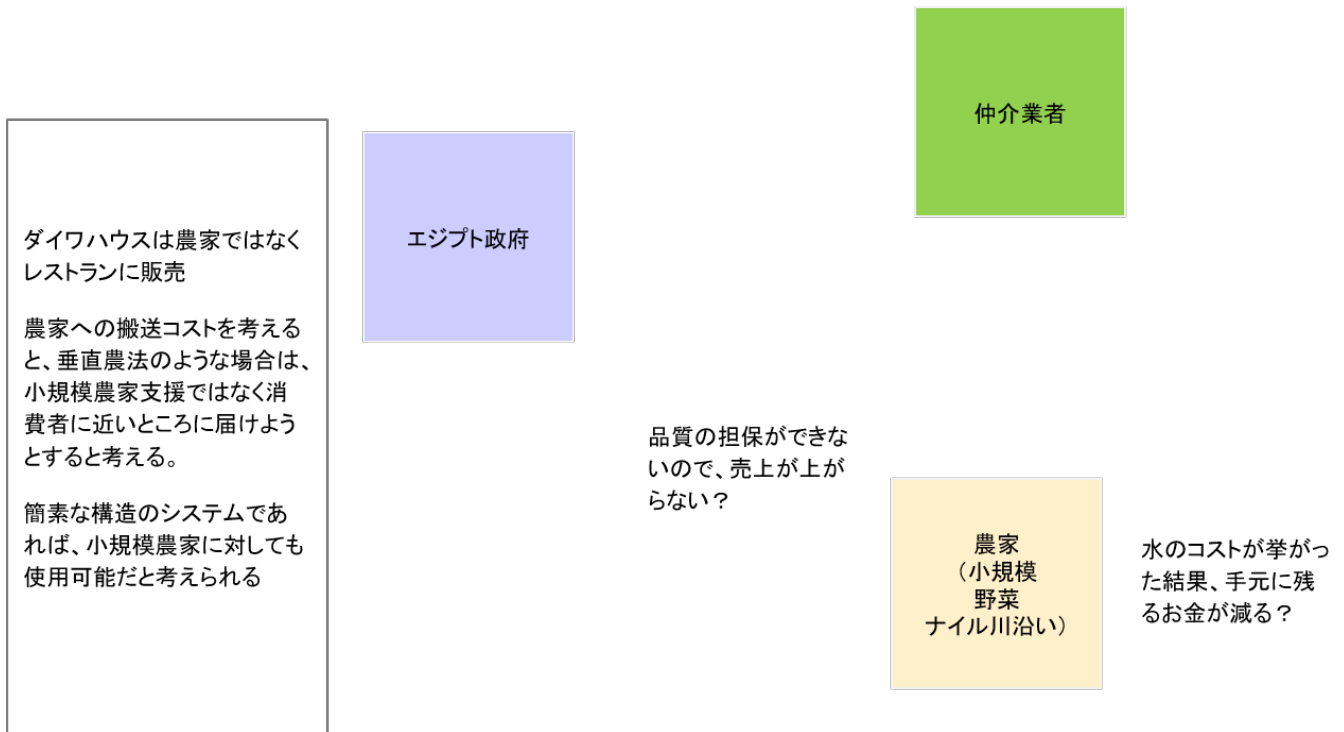 仲介業者
ダイワハウスは農家ではなく
レストランに販売
農家への搬送コストを考える
と、垂直農法のような場合は、
小規模農家支援ではなく消
費者に近いところに届けよう
とすると考える。
簡素な構造のシステムであ
れば、小規模農家に対しても
使用可能だと考えられる
エジプト政府
品質の担保ができな
いので、売上が上が
らない？
農家
（小規模
野菜
ナイル川沿い）
水のコストが挙がっ
た結果、手元に残
るお金が減る？